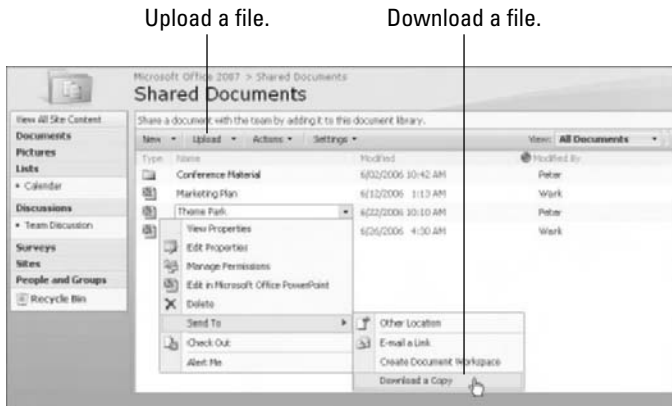 Upload a file.
Download a file.
Microsoft Office 2007 > Shared Documents
Shared Documents
View All Site Content
Share a document with the team by adding it to this document library.
Documents
New Upload Actions Settings View: All Documents
Pictures
Type Name Modified Modified By
Lists
Conference Material 6/02/2006 10:42 AM Peter
Calendar
Marketing Plan 6/12/2006 1:13 AM Work
Discussions
Theme Park 6/22/2006 10:10 AM Peter
Team Discussion
View Properties 6/26/2006 4:30 AM Work
Surveys
Edit Properties
Sites
Manage Permissions
People and Groups
Edit in Microsoft Office PowerPoint
Recycle Bin
Delete
Send To
Other Location
Check Out
E-mail a Link
Alert Me
Create Document Workspace
Download a Copy